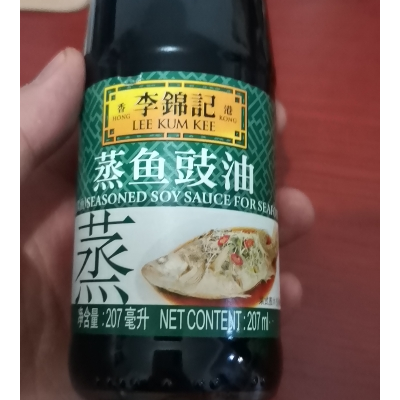 香 李錦記 港
HONG LEE KUM KEE KONG
蒸鱼豉油
SEASONED SOY SAUCE FOR
蒸
净含量:207毫升 NET CONTENT:207ml